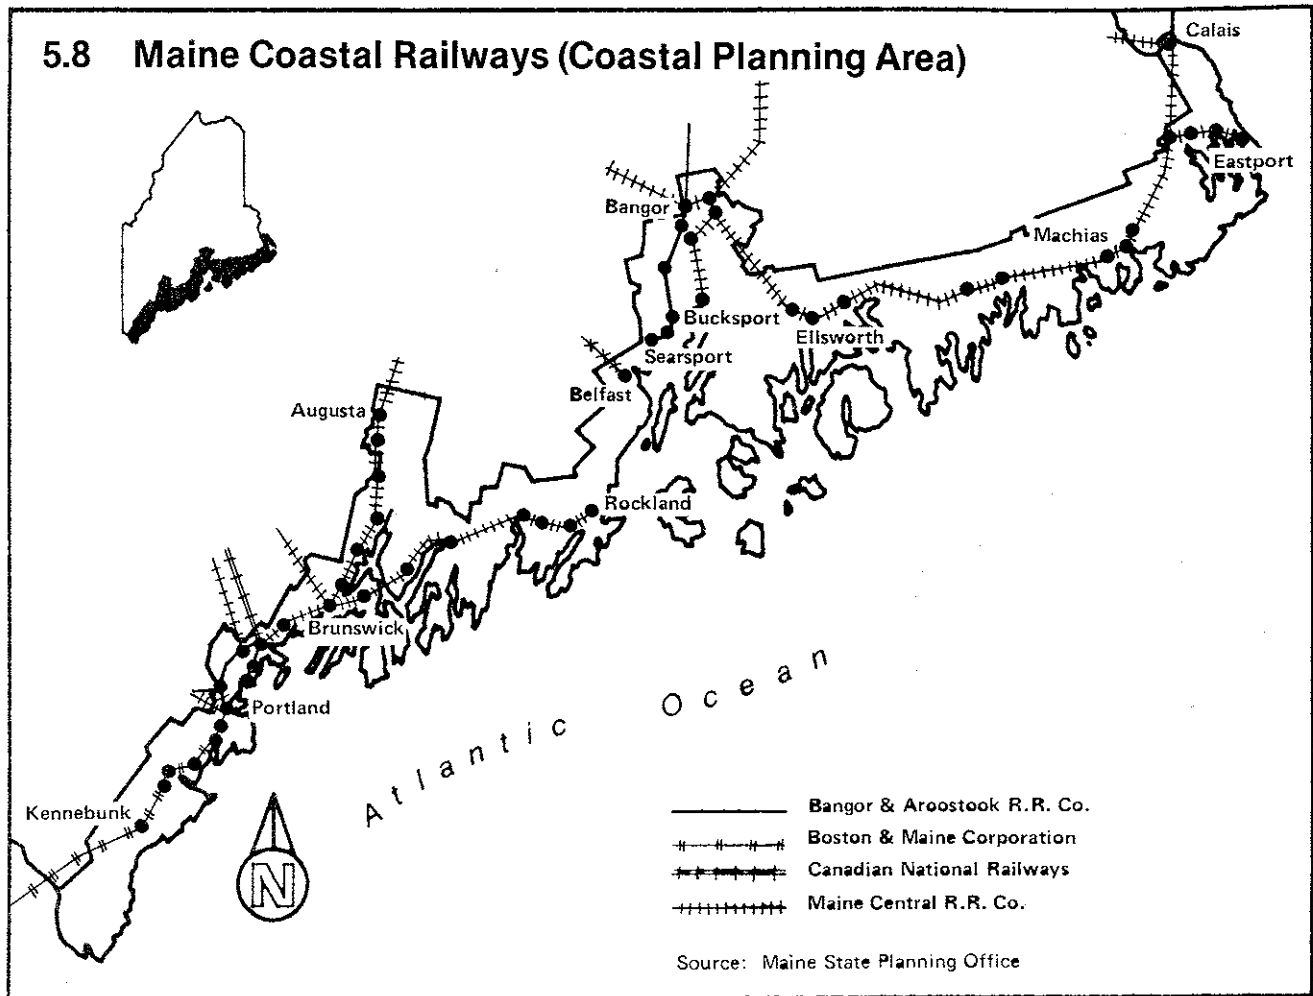 5.8 Maine Coastal Railways (Coastal Planning Area)
Calais
Eastport
Bangor
Machias
Bucksport
Ellsworth
Searsport
Belfast
Augusta
Rockland
Brunswick
Portland
Atlantic Ocean
Kennebunk
N
Bangor & Aroostook R.R. Co.
Boston & Maine Corporation
Canadian National Railways
Maine Central R.R. Co.
Source: Maine State Planning Office